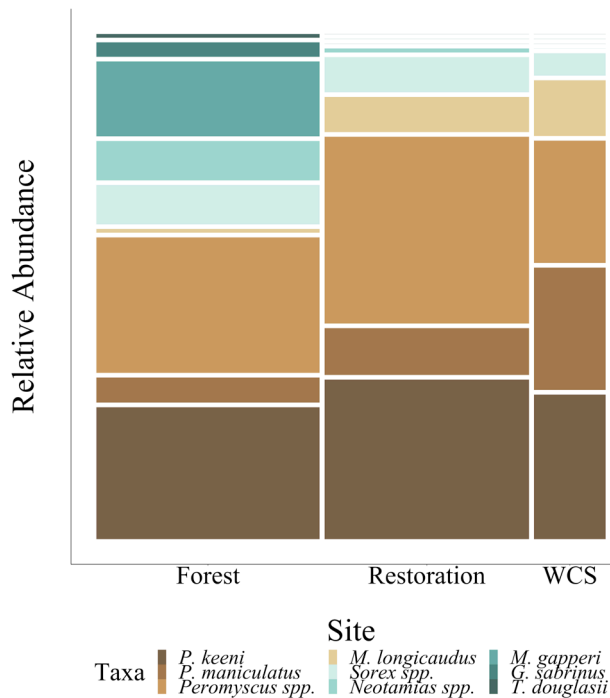 Relative Abundance
Forest Restoration WCS
Site
Taxa
P. keeni M. longicaudus M. gapperi
P. maniculatus Sorex spp. G. sabrinus
Peromyscus spp. Neotamias spp. T. douglasii